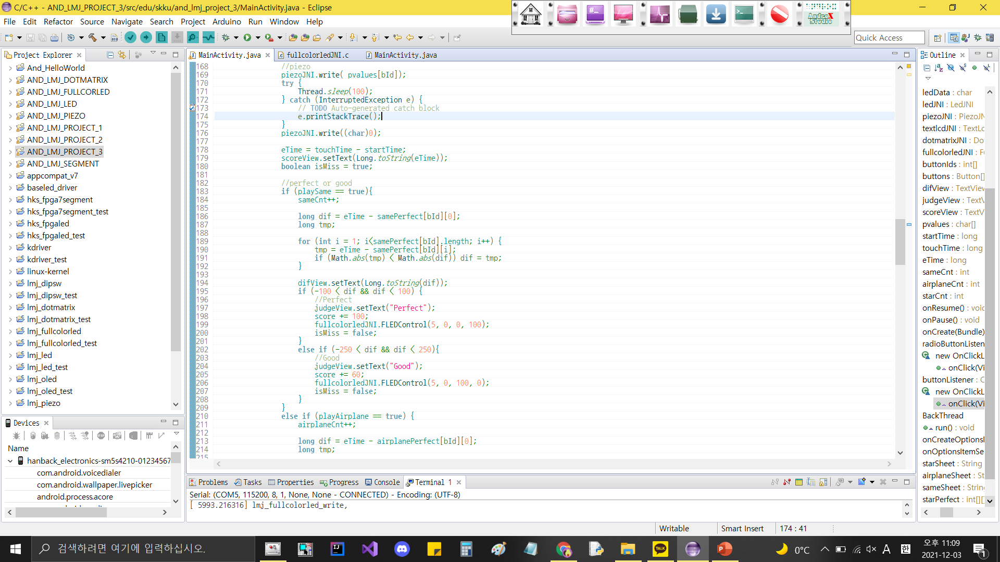 C/C++ - AND_LMJ_PROJECT_3/src/edu/skku/and_lmj_project_3/MainActivity.java - Eclipse
AndroX
Studio
File Edit Refactor Source Navigate Search Project Arduino Run Window Help
Quick Access
Project Explorer
And_HelloWorld
AND_LMJ_DOTMATRIX
AND_LMJ_FULLCORLED
AND_LMJ_LED
AND_LMJ_PIEZO
AND_LMJ_PROJECT_1
AND_LMJ_PROJECT_2
AND_LMJ_PROJECT_3
AND_LMJ_SEGMENT
appcompat_v7
baseled_driver
hks_fpga7segment
hks_fpga7segment_test
hks_fpgaled
hks_fpgaled_test
kdriver
kdriver_test
linux-kernel
lmj_dipsw
lmj_dipsw_test
lmj_dotmatrix
lmj_dotmatrix_test
lmj_fullcolorled
lmj_fullcolorled_test
lmj_led
lmj_led_test
lmj_oled
lmj_oled_test
lmj_piezo
Devices
Name
hanback_electronics-sm5s4210-01234567
com.android.voicedialer
com.android.wallpaper.livepicker
android.process.acore
MainActivity.java fullcolorledJNI.c MainActivity.java
168 //piezo
169 piezoJNI.write( pvalues[bId]);
170 try {
171 Thread.sleep(100);
172 } catch (InterruptedException e) {
173 // TODO Auto-generated catch block
174 e.printStackTrace();
175 }
176 piezoJNI.write((char)0);
177
178 eTime = touchTime - startTime;
179 scoreView.setText(Long.toString(eTime));
180 boolean isMiss = true;
181
182 //perfect or good
183 if (playSame == true){
184 sameCnt++;
185
186 long dif = eTime - samePerfect[bId][0];
187 long tmp;
188
189 for (int i = 1; i<samePerfect[bId].length; i++) {
190 tmp = eTime - samePerfect[bId][i];
191 if (Math.abs(tmp) < Math.abs(dif)) dif = tmp;
192 }
193
194 difView.setText(Long.toString(dif));
195 if (-100 < dif && dif < 100) {
196 //Perfect
197 judgeView.setText("Perfect");
198 score += 100;
199 fullcolorledJNI.FLEDControl(5, 0, 0, 100);
200 isMiss = false;
201 }
202 else if (-250 < dif && dif < 250){
203 //Good
204 judgeView.setText("Good");
205 score += 60;
206 fullcolorledJNI.FLEDControl(5, 0, 100, 0);
207 isMiss = false;
208 }
209 }
210 else if (playAirplane == true) {
211 airplaneCnt++;
212
213 long dif = eTime - airplanePerfect[bId][0];
214 long tmp;
215
Problems Tasks Properties Progress Console Terminal 1
Serial: (COM5, 115200, 8, 1, None, None - CONNECTED) - Encoding: (UTF-8)
[ 5993.216316] lmj_fullcolorled_write,
Outline
ledData : char
ledJNI : LedJNI
piezoJNI : PiezoJN
textlcdJNI : TextLc
dotmatrixJNI : Do
fullcolorledJNI : Fu
buttonIds : int[]
buttons : Button[]
difView : TextView
judgeView : TextV
scoreView : TextV
pvalues : char[]
startTime : long
touchTime : long
eTime : long
sameCnt : int
airplaneCnt : int
starCnt : int
onResume() : void
onPause() : void
onCreate(Bundle)
radioButtonListen
new OnClickL
onClick(Vi
buttonListener : C
new OnClickL
onClick(Vi
BackThread
run() : void
onCreateOptionsI
onOptionsItemSe
starSheet : String
airplaneSheet : St
sameSheet : String
starPerfect : int[][]
Writable Smart Insert 174 : 41
검색하려면 여기에 입력하십시오.
TALK
0°C A 한 오후 11:09
2021-12-03
1